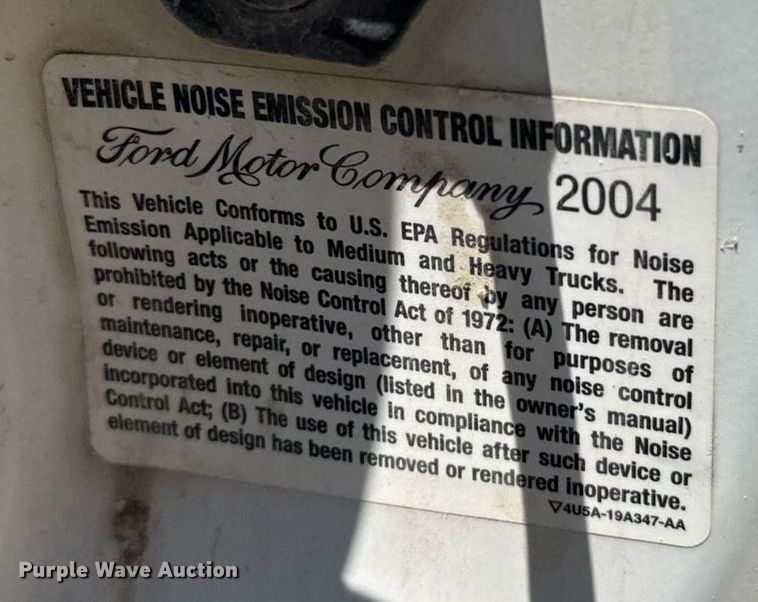 VEHICLE NOISE EMISSION CONTROL INFORMATION
Ford Motor Company 2004
This Vehicle Conforms to U.S. EPA Regulations for Noise
Emission Applicable to Medium and Heavy Trucks. The
following acts or the causing thereof by any person are
prohibited by the Noise Control Act of 1972: (A) The removal
or rendering inoperative, other than for purposes of
maintenance, repair, or replacement, of any noise control
device or element of design (listed in the owner's manual)
incorporated into this vehicle in compliance with the Noise
Control Act; (B) The use of this vehicle after such device or
element of design has been removed or rendered inoperative.
▽4U5A-19A347-AA
Purple Wave Auction